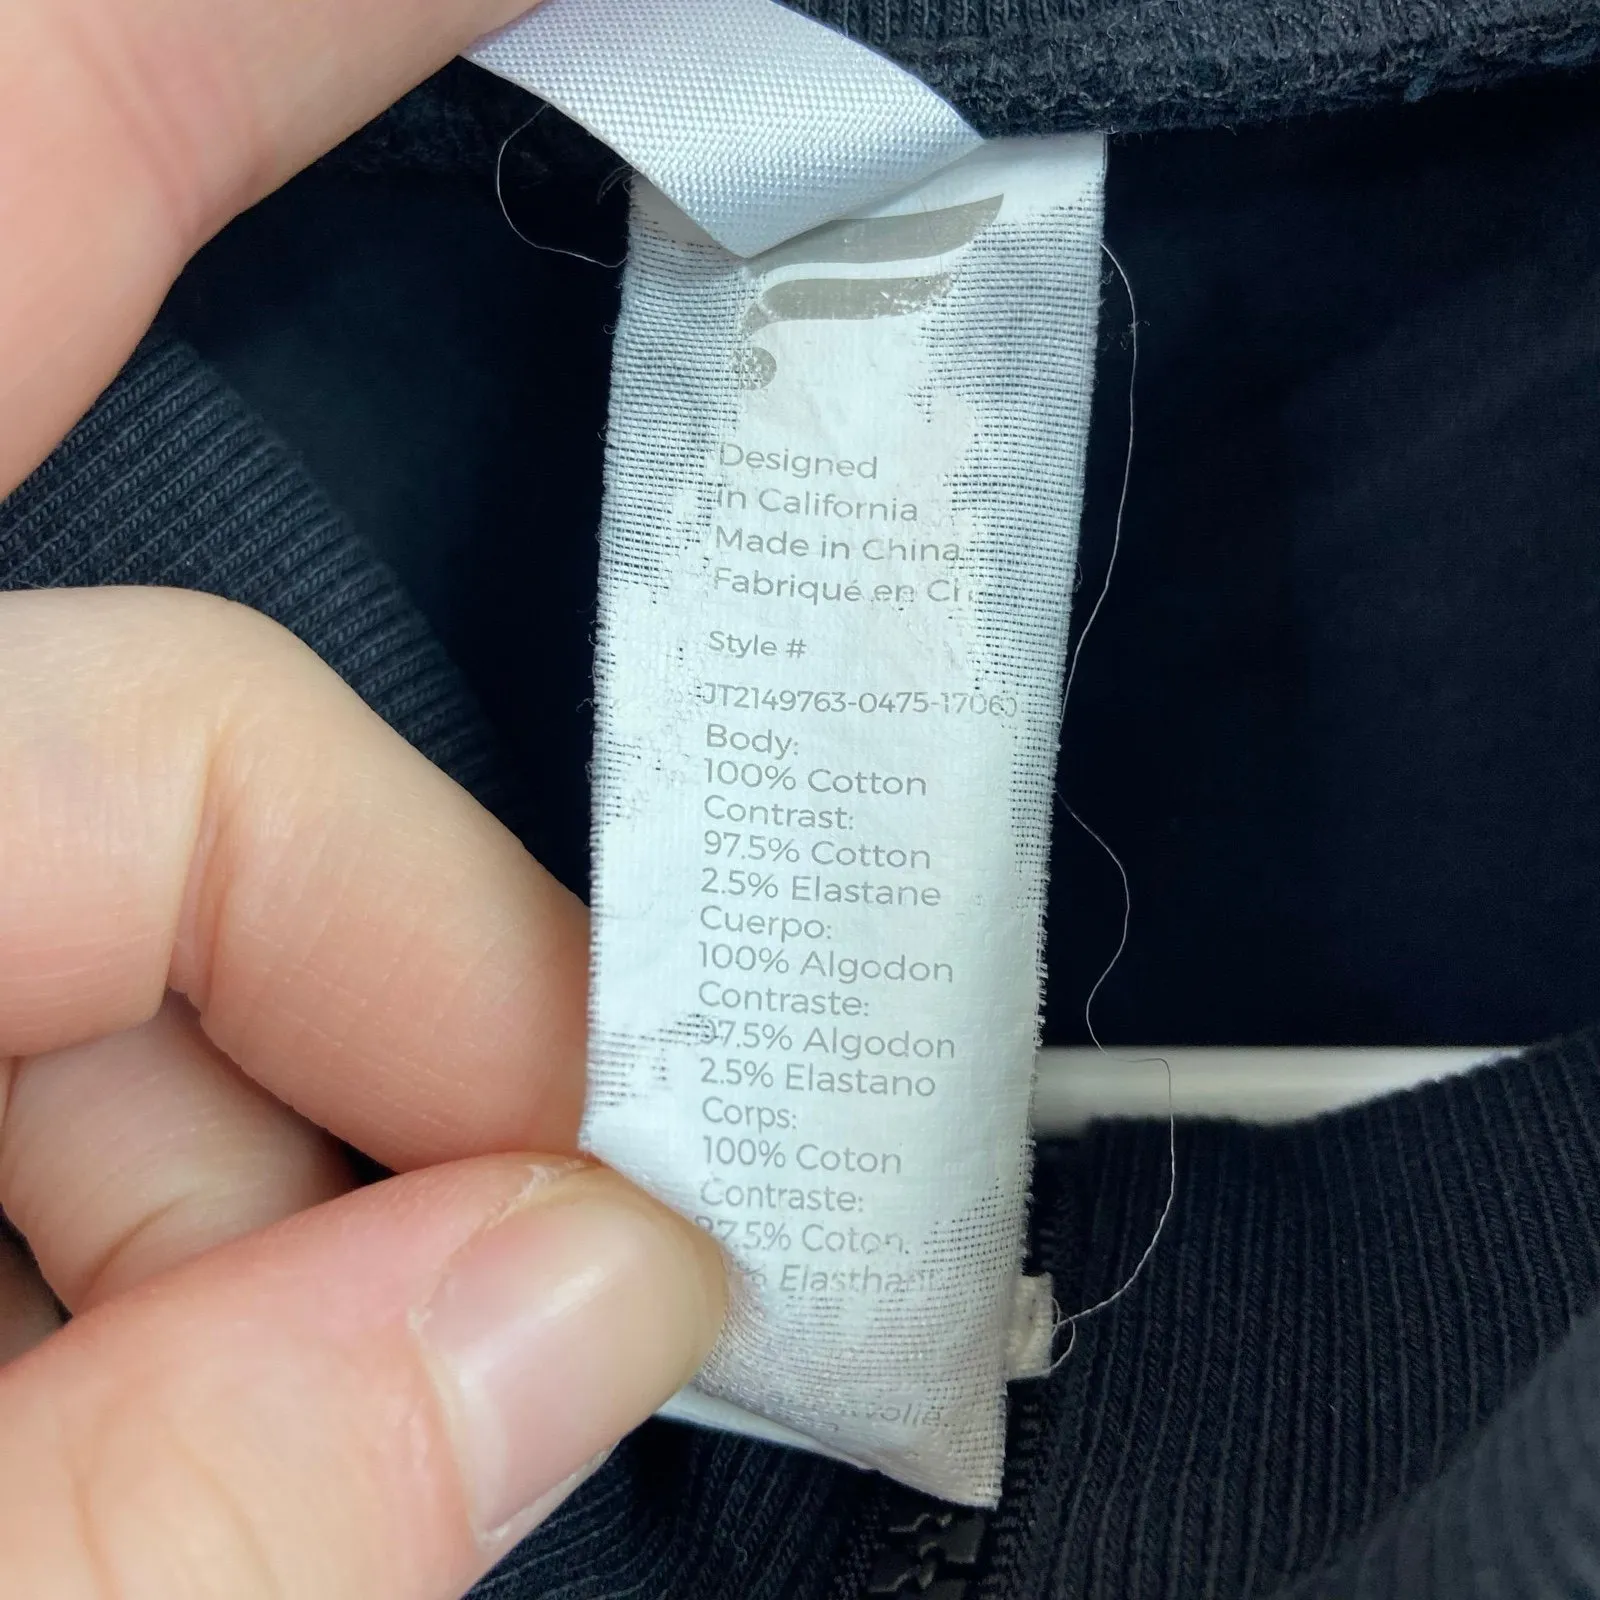 Designed
in California
Made in China
Fabriqué en
Style #
JT2149763-0475-17060
Body:
100% Cotton
Contrast:
97.5% Cotton
2.5% Elastane
Cuerpo:
100% Algodon
Contraste:
97.5% Algodon
2.5% Elastano
Corps:
100% Coton
Contraste:
97.5% Coton